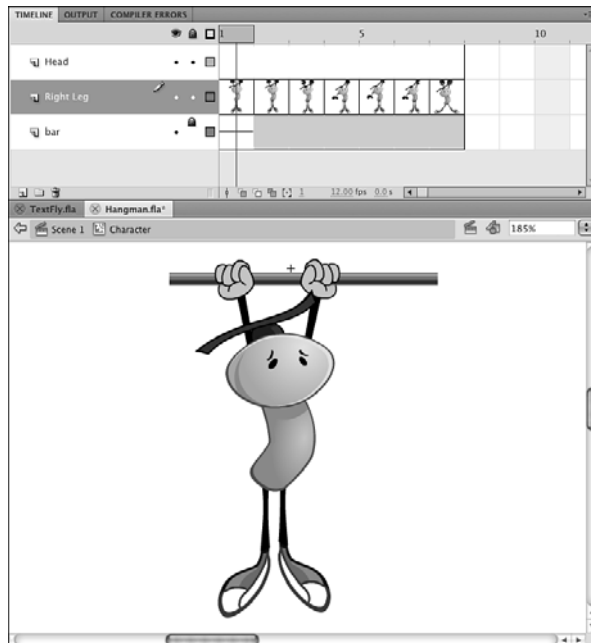 TIMELINE OUTPUT COMPILER ERRORS
1 5 10
Head
Right Leg
bar
1 12.00 fps 0.0 s
TextFly.fla Hangman.fla*
Scene 1 Character 185%